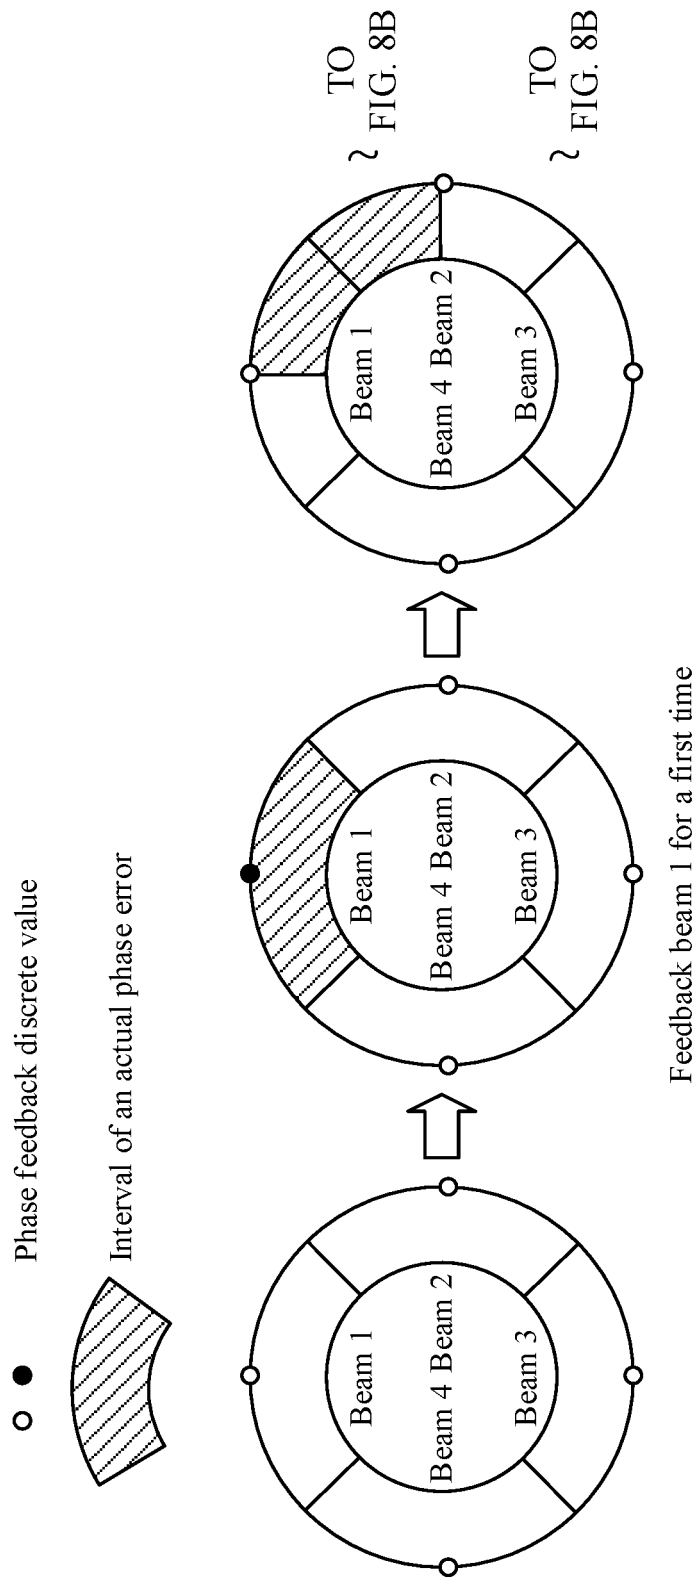 Phase feedback discrete value
Interval of an actual phase error
Beam 1
Beam 4 Beam 2
Beam 3
Beam 1
Beam 4 Beam 2
Beam 3
Feedback beam 1 for a first time
Beam 1
Beam 4 Beam 2
Beam 3
TO
FIG. 8B
TO
FIG. 8B